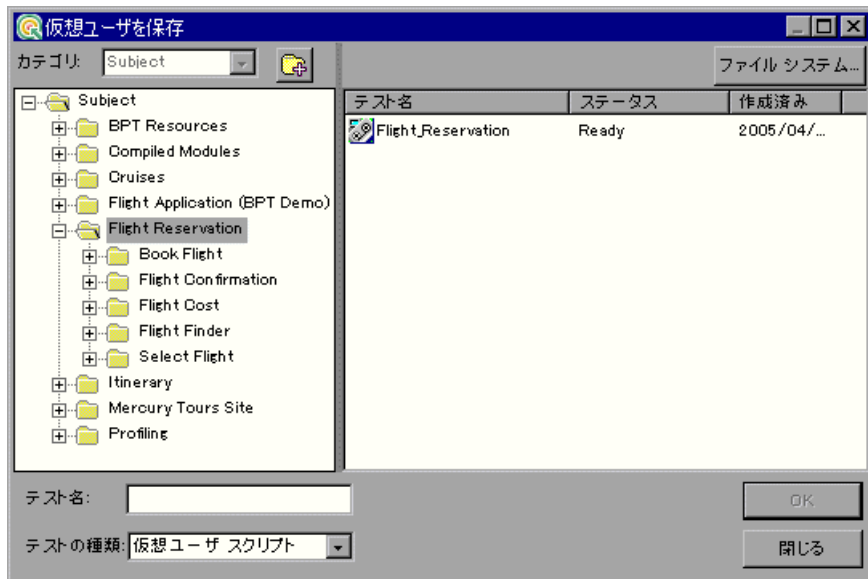 仮想ユーザを保存
カテゴリ: Subject
ファイル システム...
Subject
BPT Resources
Compiled Modules
Cruises
Flight Application (BPT Demo)
Flight Reservation
Book Flight
Flight Confirmation
Flight Cost
Flight Finder
Select Flight
Itinerary
Mercury Tours Site
Profiling
テスト名 ステータス 作成済み
Flight_Reservation Ready 2005/04/...
テスト名:
OK
テストの種類: 仮想ユーザ スクリプト
閉じる